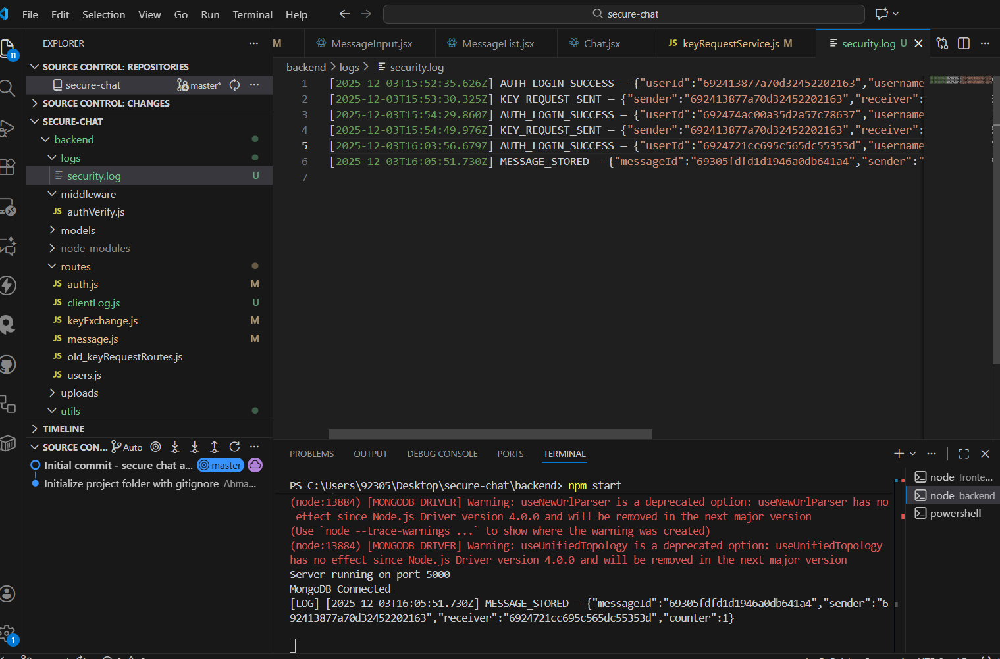 File Edit Selection View Go Run Terminal Help
secure-chat
11
EXPLORER
SOURCE CONTROL: REPOSITORIES
secure-chat
master*
SOURCE CONTROL: CHANGES
SECURE-CHAT
backend
logs
security.log U
middleware
JS authVerify.js
models
node_modules
routes
JS auth.js M
JS clientLog.js U
JS keyExchange.js M
JS message.js M
JS old_keyRequestRoutes.js
JS users.js
uploads
utils
TIMELINE
SOURCE CON... Auto
Initial commit - secure chat a... master
Initialize project folder with gitignore Ahma...
1
M MessageInput.jsx MessageList.jsx Chat.jsx JS keyRequestService.js M security.log U
backend logs security.log
1 [2025-12-03T15:52:35.626Z] AUTH_LOGIN_SUCCESS — {"userId":"692413877a70d32452202163","username
2 [2025-12-03T15:53:30.325Z] KEY_REQUEST_SENT — {"sender":"692413877a70d32452202163","receiver":
3 [2025-12-03T15:54:29.860Z] AUTH_LOGIN_SUCCESS — {"userId":"692474ac00a35d2a57c78637","username
4 [2025-12-03T15:54:49.976Z] KEY_REQUEST_SENT — {"sender":"692413877a70d32452202163","receiver":
5 [2025-12-03T16:03:56.679Z] AUTH_LOGIN_SUCCESS — {"userId":"6924721cc695c565dc55353d","username
6 [2025-12-03T16:05:51.730Z] MESSAGE_STORED — {"messageId":"69305fdfd1d1946a0db641a4","sender":"
7
PROBLEMS OUTPUT DEBUG CONSOLE PORTS TERMINAL
PS C:\Users\92305\Desktop\secure-chat\backend> npm start
(node:13884) [MONGODB DRIVER] Warning: useNewUrlParser is a deprecated option: useNewUrlParser has no
effect since Node.js Driver version 4.0.0 and will be removed in the next major version
(Use `node --trace-warnings ...` to show where the warning was created)
(node:13884) [MONGODB DRIVER] Warning: useUnifiedTopology is a deprecated option: useUnifiedTopology
has no effect since Node.js Driver version 4.0.0 and will be removed in the next major version
Server running on port 5000
MongoDB Connected
[LOG] [2025-12-03T16:05:51.730Z] MESSAGE_STORED — {"messageId":"69305fdfd1d1946a0db641a4","sender":"6
92413877a70d32452202163","receiver":"6924721cc695c565dc55353d","counter":1}
node fronte...
node backend
powershell